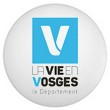 V
LA VIE EN
VOSGES
le Département